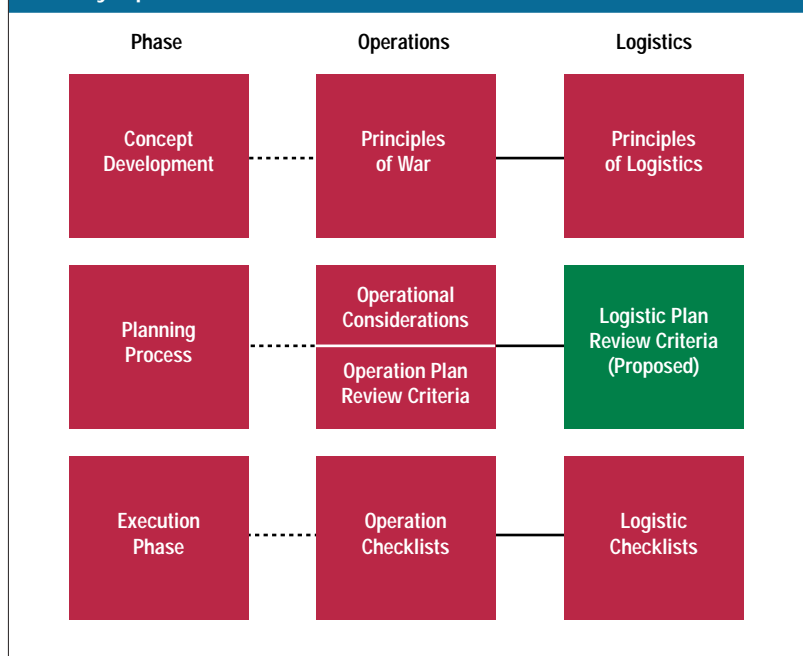 Phase Operations Logistics
Concept
Development
Principles
of War
Principles
of Logistics
Planning
Process
Operational
Considerations
Operation Plan
Review Criteria
Logistic Plan
Review Criteria
(Proposed)
Execution
Phase
Operation
Checklists
Logistic
Checklists